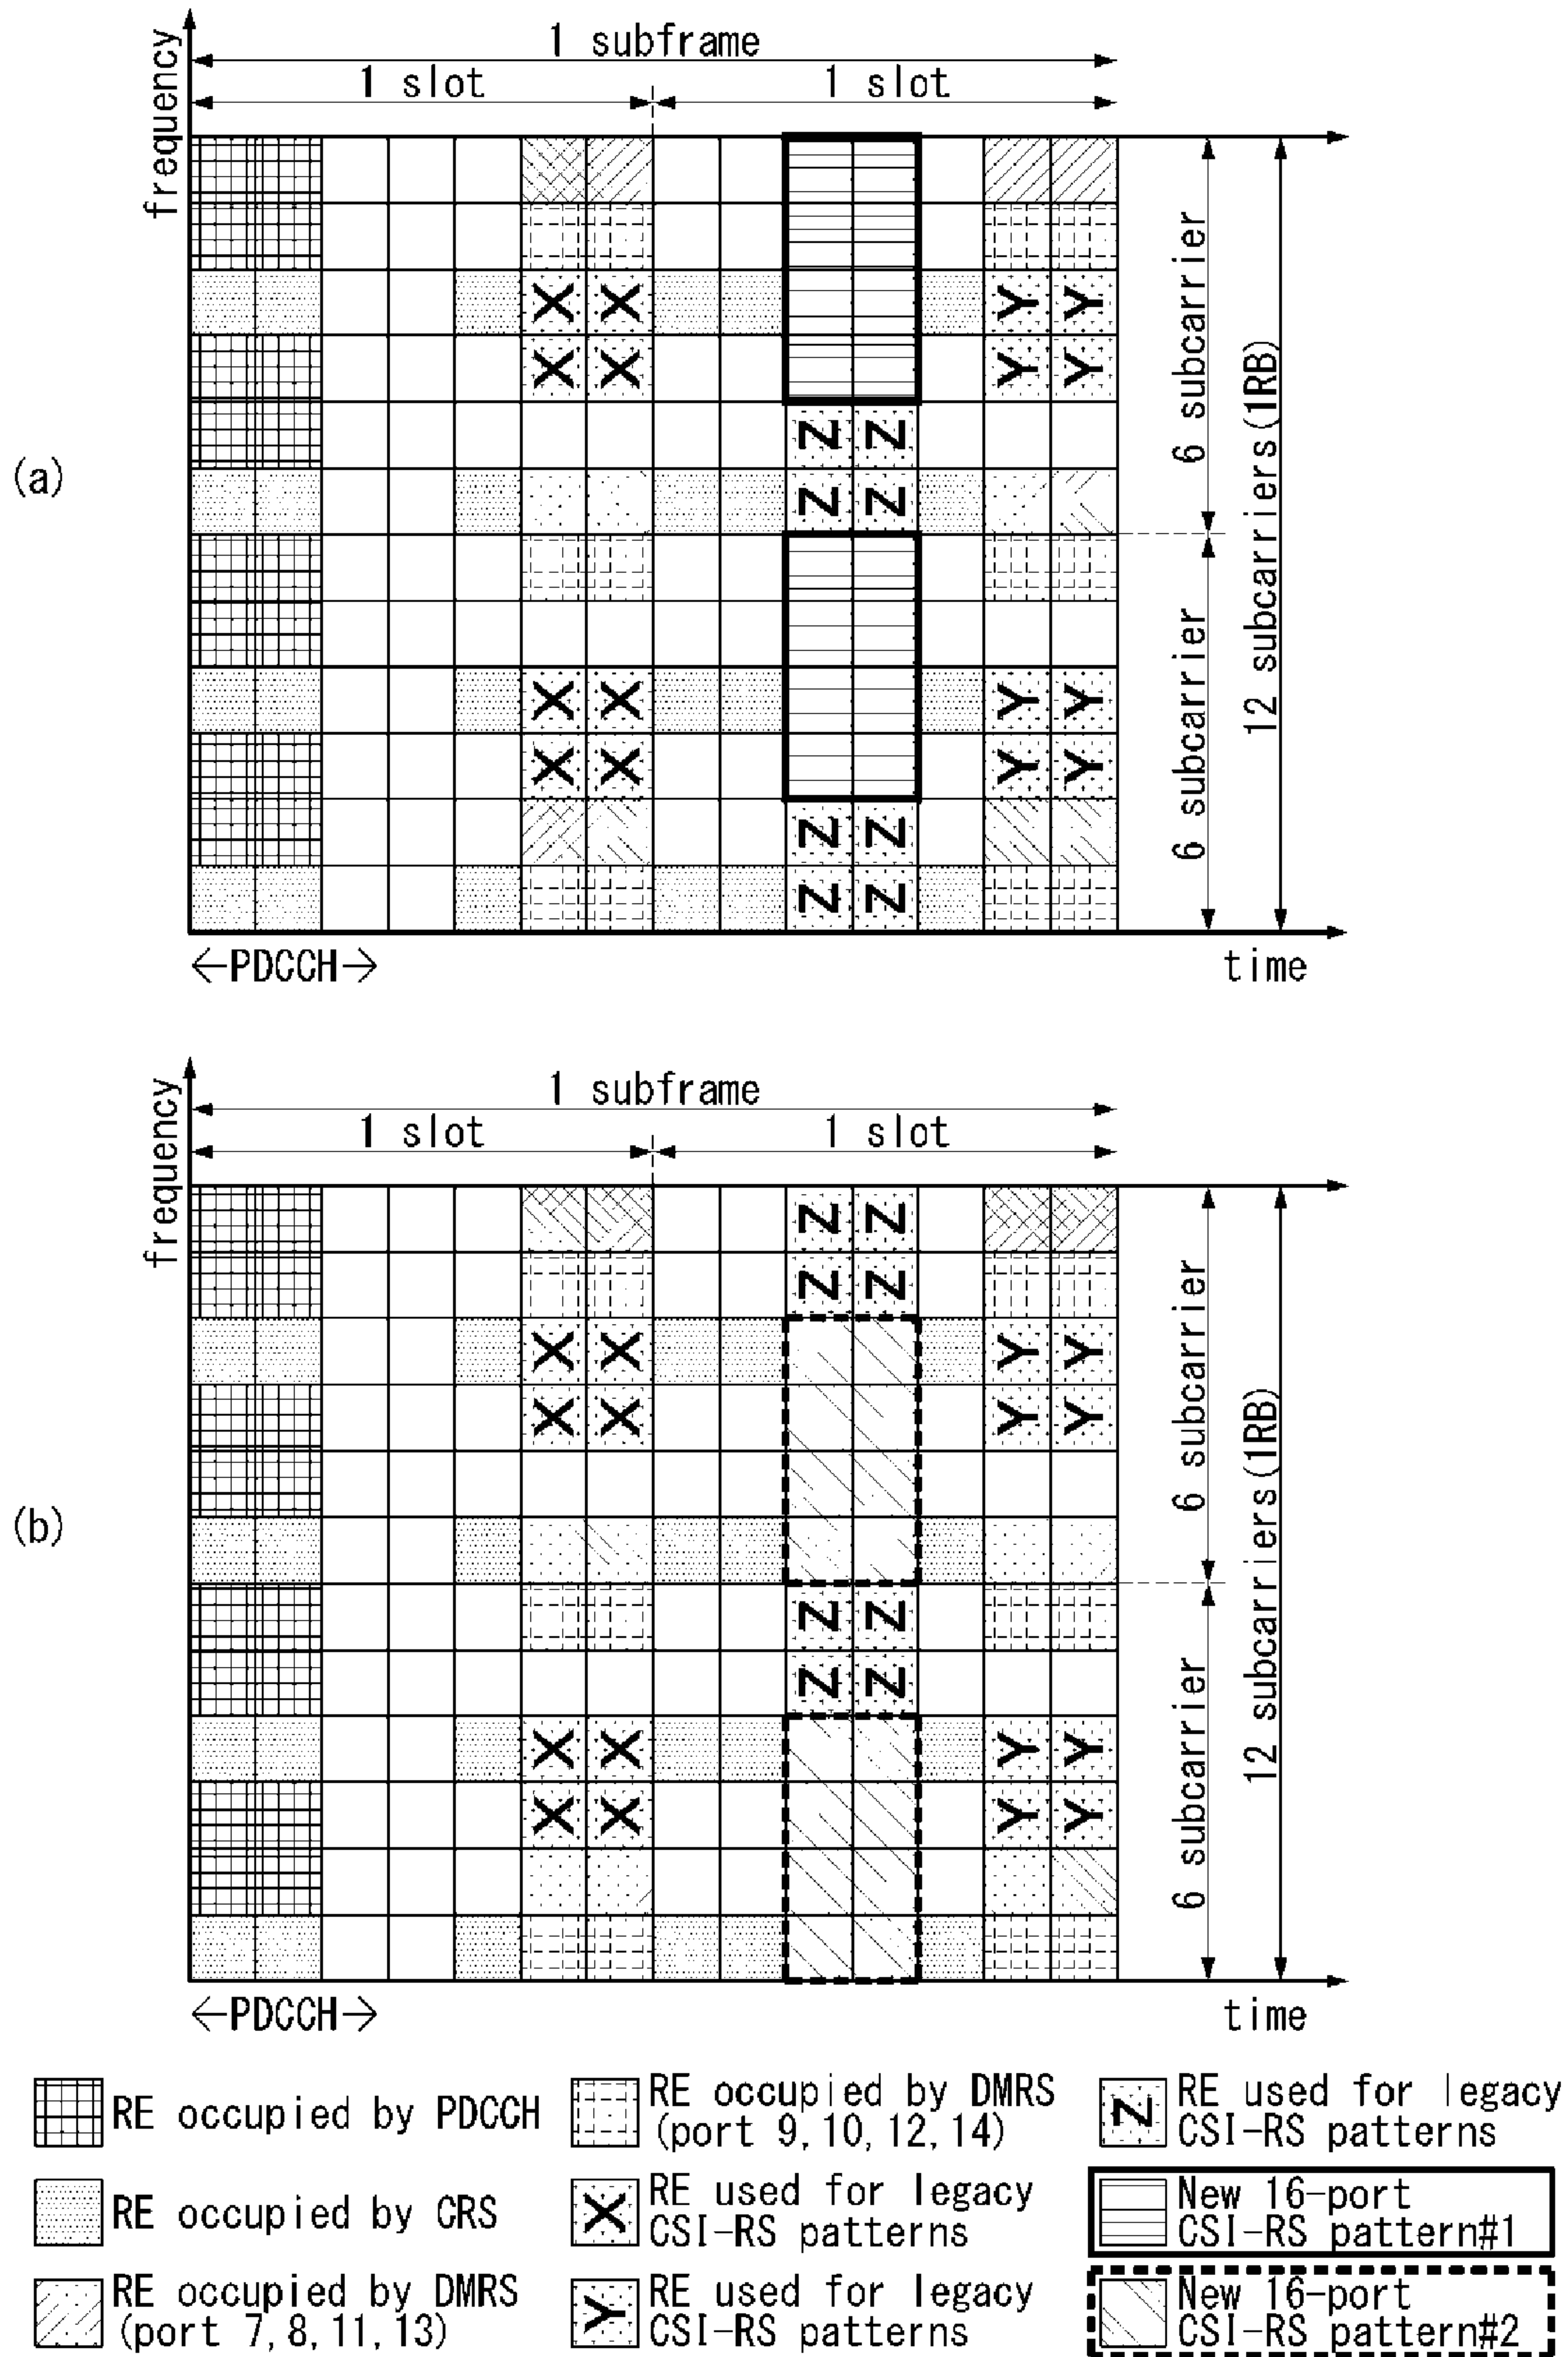 1 subframe
1 slot
1 slot
frequency
X X
Y Y
X X
Y Y
Z Z
(a)
Z Z
X X
Y Y
X X
Y Y
Z Z
Z Z
6 subcarrier
6 subcarrier
12 subcarriers(1RB)
←PDCCH→
time
1 subframe
1 slot
1 slot
frequency
Z Z
Z Z
X X
Y Y
X X
Y Y
(b)
Z Z
Z Z
X X
Y Y
X X
Y Y
6 subcarrier
6 subcarrier
12 subcarriers(1RB)
←PDCCH→
time
RE occupied by PDCCH
RE occupied by CRS
RE occupied by DMRS
(port 7,8,11,13)
RE occupied by DMRS
(port 9,10,12,14)
X
RE used for legacy
CSI-RS patterns
Y
RE used for legacy
CSI-RS patterns
Z
RE used for legacy
CSI-RS patterns
New 16-port
CSI-RS pattern#1
New 16-port
CSI-RS pattern#2